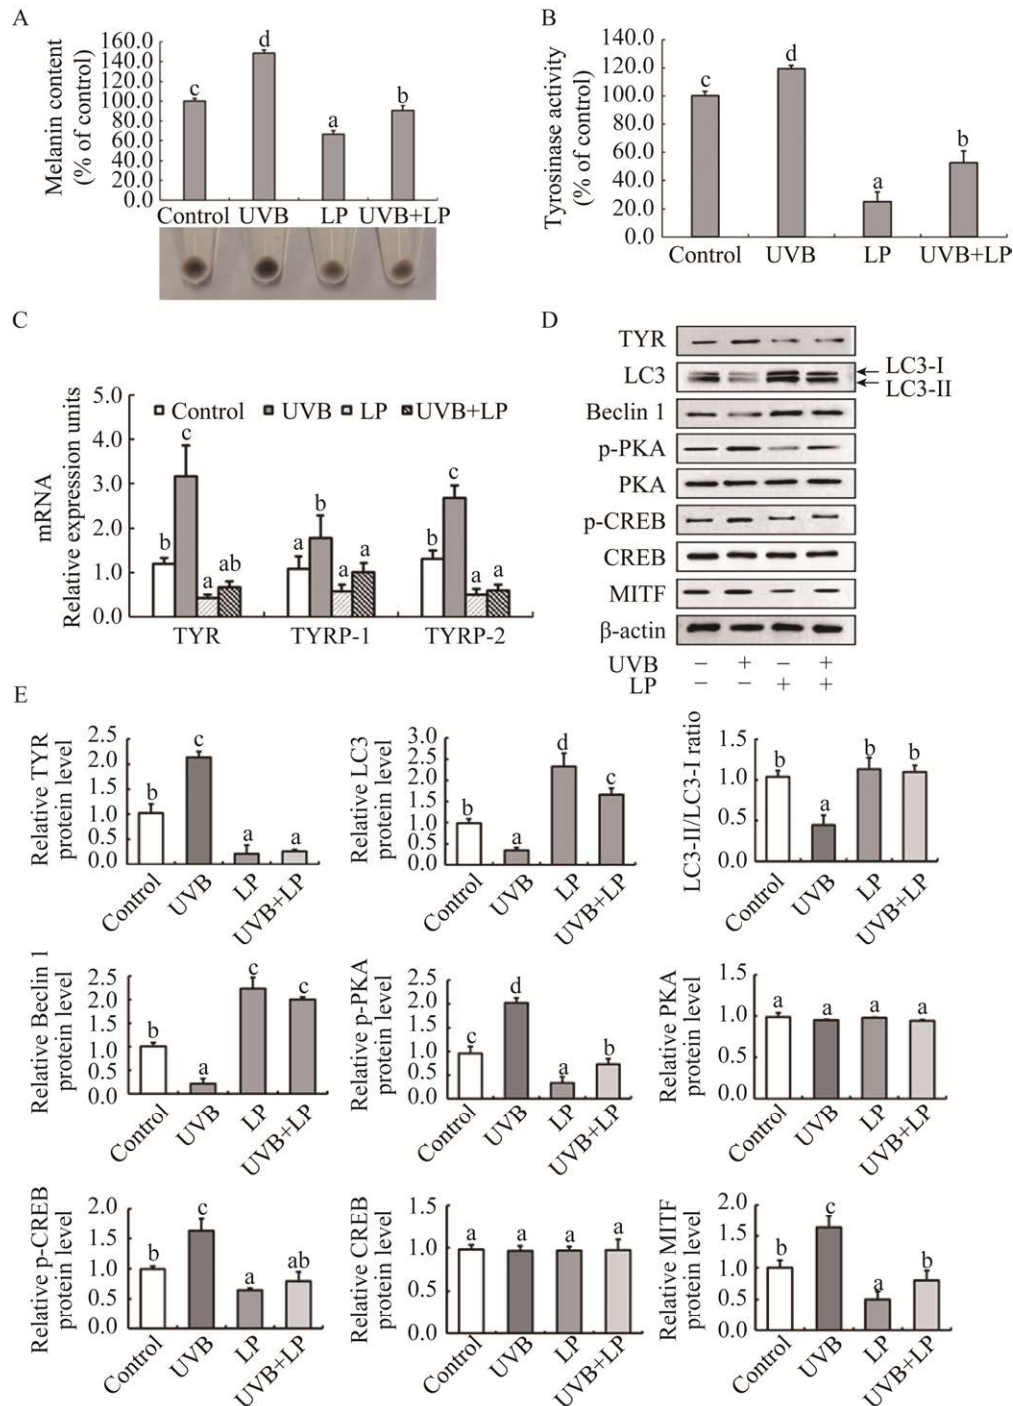 A
Melanin content
(% of control)
160.0
140.0
120.0
100.0
80.0
60.0
40.0
20.0
0.0
c
d
a
b
Control UVB LP UVB+LP
B
Tyrosinase activity
(% of control)
140.0
120.0
100.0
80.0
60.0
40.0
20.0
0.0
c
d
a
b
Control UVB LP UVB+LP
C
mRNA
Relative expression units
5.0
4.0
3.0
2.0
1.0
0.0
Control UVB LP UVB+LP
b c a ab
a b a a
b c a a
TYR TYRP-1 TYRP-2
D
TYR
LC3
LC3-I
LC3-II
Beclin 1
p-PKA
PKA
p-CREB
CREB
MITF
β-actin
UVB − + − +
LP − − + +
E
Relative TYR
protein level
2.5
2.0
1.5
1.0
0.5
0.0
b c a a
Control UVB LP UVB+LP
Relative LC3
protein level
3.0
2.5
2.0
1.5
1.0
0.5
0.0
b a d c
Control UVB LP UVB+LP
LC3-II/LC3-I ratio
1.5
1.0
0.5
0.0
b a b b
Control UVB LP UVB+LP
Relative Beclin 1
protein level
2.5
2.0
1.5
1.0
0.5
0.0
b a c c
Control UVB LP UVB+LP
Relative p-PKA
protein level
2.5
2.0
1.5
1.0
0.5
0.0
c d a b
Control UVB LP UVB+LP
Relative PKA
protein level
1.5
1.0
0.5
0.0
a a a a
Control UVB LP UVB+LP
Relative p-CREB
protein level
2.0
1.5
1.0
0.5
0.0
b c a ab
Control UVB LP UVB+LP
Relative CREB
protein level
1.5
1.0
0.5
0.0
a a a a
Control UVB LP UVB+LP
Relative MITF
protein level
2.0
1.5
1.0
0.5
0.0
b c a b
Control UVB LP UVB+LP